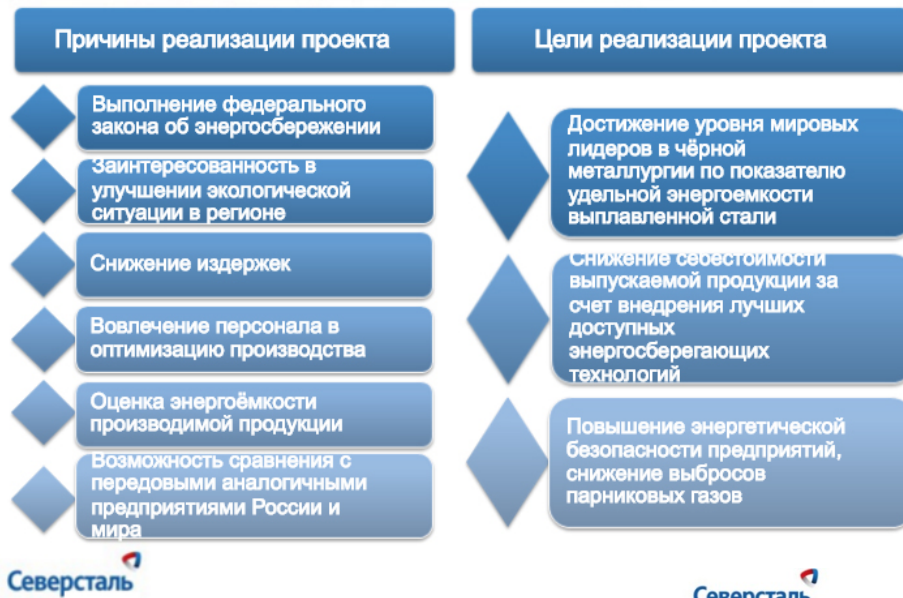 Причины реализации проекта
Выполнение федерального
закона об энергосбережении
Заинтересованность в
улучшении экологической
ситуации в регионе
Снижение издержек
Вовлечение персонала в
оптимизацию производства
Оценка энергоёмкости
производимой продукции
Возможность сравнения с
передовыми аналогичными
предприятиями России и
мира
Цели реализации проекта
Достижение уровня мировых
лидеров в чёрной
металлургии по показателю
удельной энергоемкости
выплавленной стали
Снижение себестоимости
выпускаемой продукции за
счет внедрения лучших
доступных
энергосберегающих
технологий
Повышение энергетической
безопасности предприятий,
снижение выбросов
парниковых газов
Северсталь
Северсталь